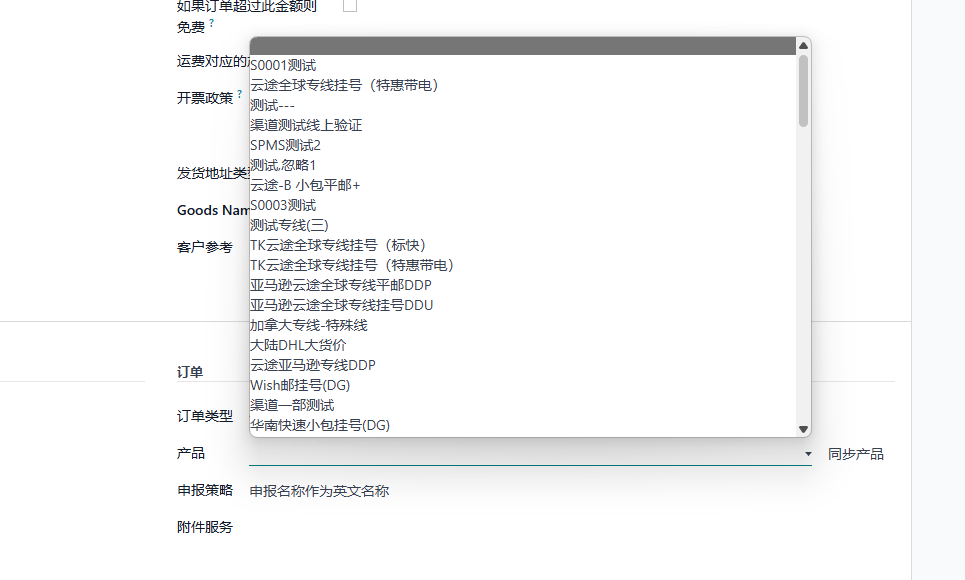 如果订单超过此金额则
免费 ?
运费对应的
开票政策 ?
发货地址类
Goods Nam
客户参考
S0001测试
云途全球专线挂号（特惠带电）
测试---
渠道测试线上验证
SPMS测试2
测试,忽略1
云途-B 小包平邮+
S0003测试
测试专线(三)
TK云途全球专线挂号（标快）
TK云途全球专线挂号（特惠带电）
亚马逊云途全球专线平邮DDP
亚马逊云途全球专线挂号DDU
加拿大专线-特殊线
大陆DHL大货价
云途亚马逊专线DDP
Wish邮挂号(DG)
渠道一部测试
华南快速小包挂号(DG)
订单
订单类型
产品
同步产品
申报策略 申报名称作为英文名称
附件服务